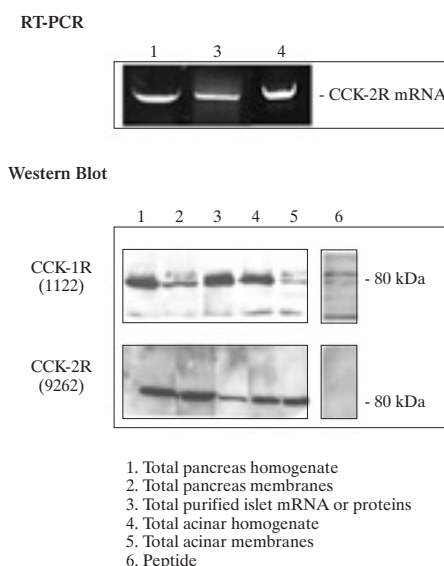 RT-PCR
1 3 4
- CCK-2R mRNA
Western Blot
1 2 3 4 5 6
CCK-1R
(1122)
- 80 kDa
CCK-2R
(9262)
- 80 kDa
1. Total pancreas homogenate
2. Total pancreas membranes
3. Total purified islet mRNA or proteins
4. Total acinar homogenate
5. Total acinar membranes
6. Peptide